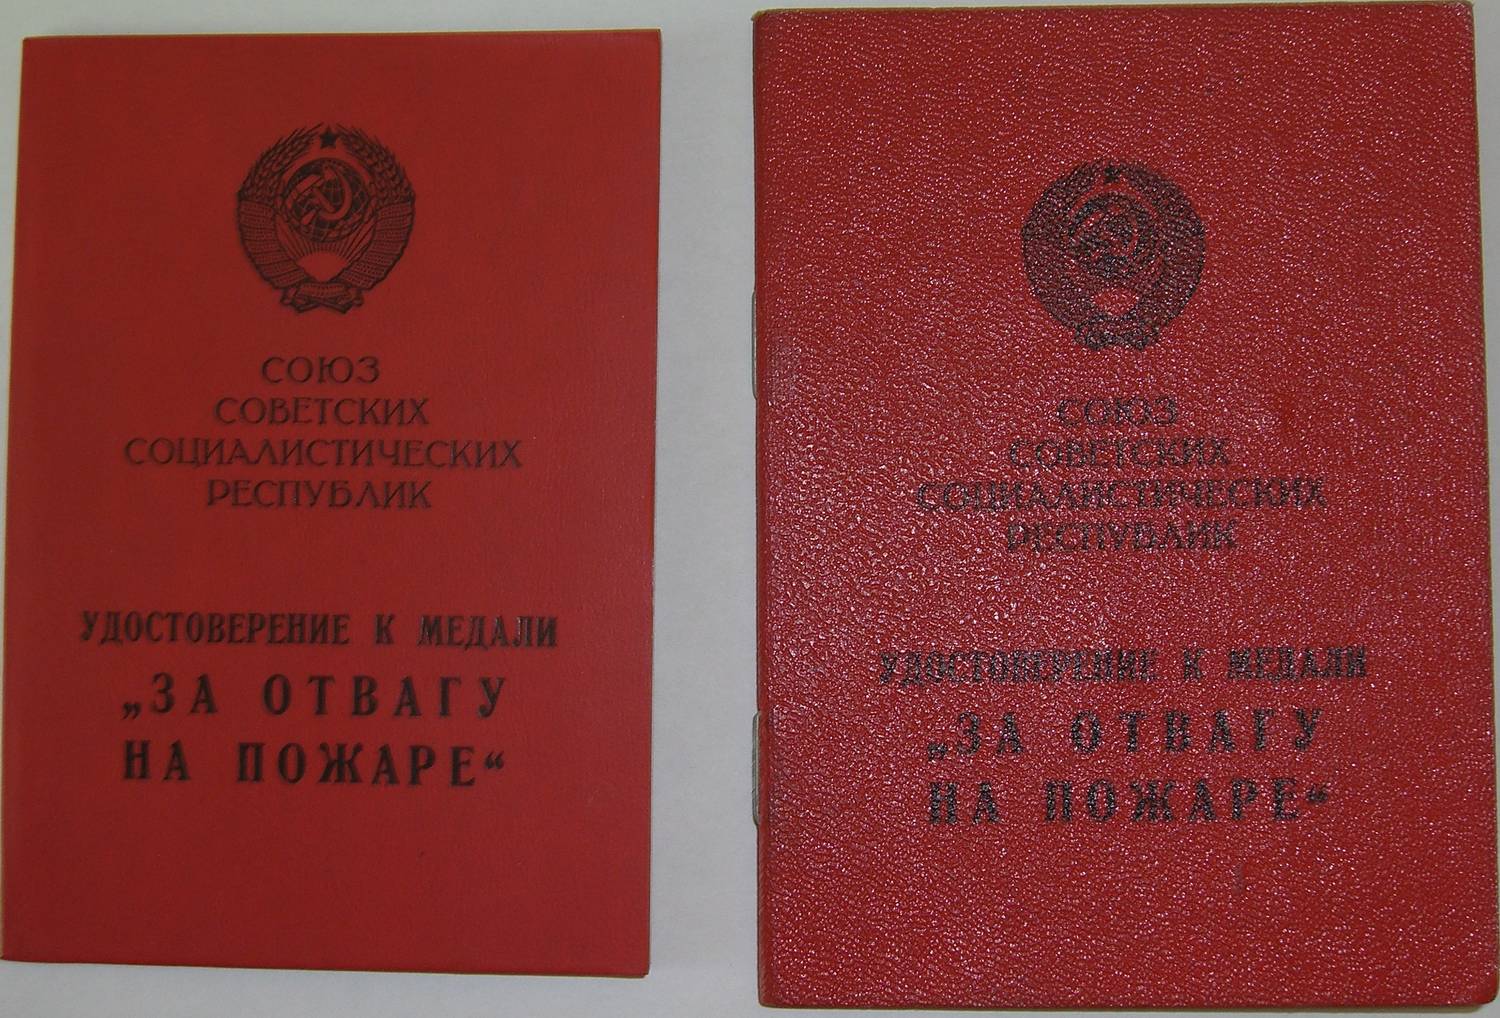 СОЮЗ
СОВЕТСКИХ
СОЦИАЛИСТИЧЕСКИХ
РЕСПУБЛИК
УДОСТОВЕРЕНИЕ К МЕДАЛИ
„ЗА ОТВАГУ
НА ПОЖАРЕ“
СОЮЗ
СОВЕТСКИХ
СОЦИАЛИСТИЧЕСКИХ
РЕСПУБЛИК
УДОСТОВЕРЕНИЕ К МЕДАЛИ
„ЗА ОТВАГУ
НА ПОЖАРЕ“